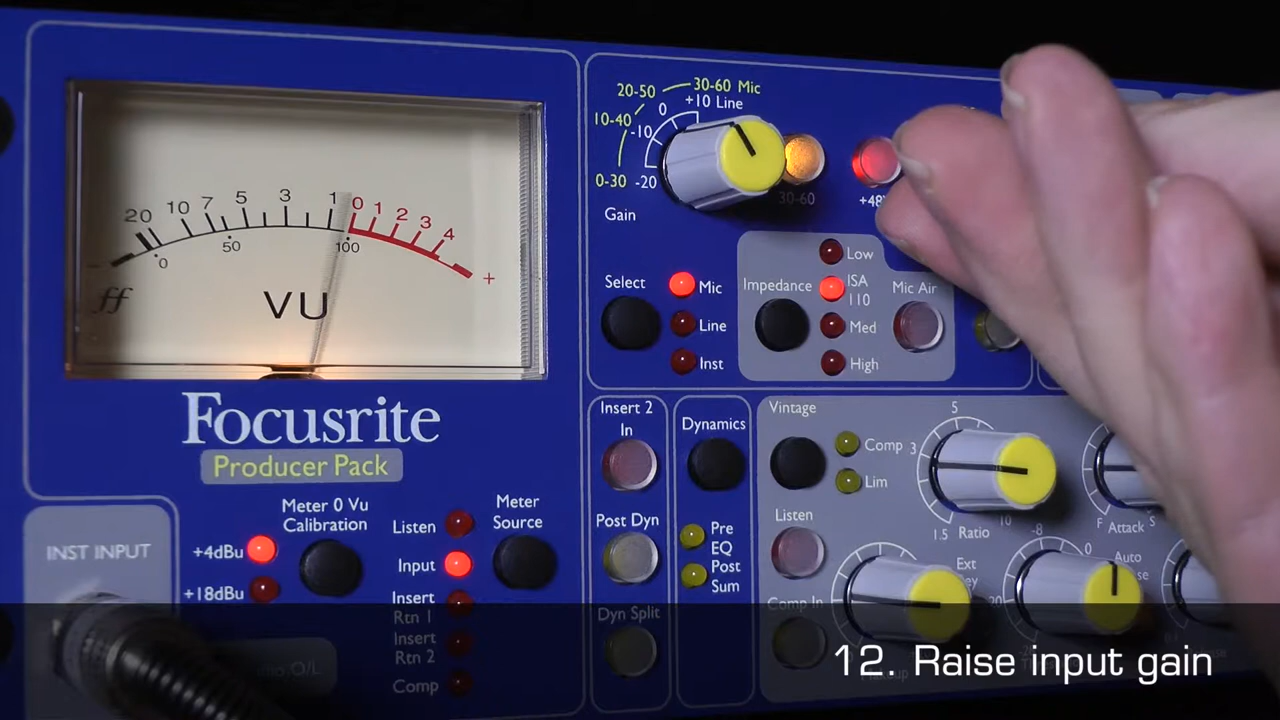 20 10 7 5 3 1 0 1 2 3 4
- 0 50 100 +
ff
VU
Focusrite
Producer Pack
INST INPUT
Meter 0 Vu
Calibration
+4dBu
+18dBu
Meter
Source
Listen
Input
Insert
Rtn 1
Insert
Rtn 2
Comp
O/L
20-50
30-60 Mic
+10 Line
10-40
0
-10
0-30
-20
30-60
+48V
Gain
Select
Mic
Line
Inst
Impedance
Low
ISA
110
Med
High
Mic Air
Insert 2
In
Post Dyn
Dyn Split
Dynamics
Pre
EQ
Post
Sum
Vintage
Comp
Lim
Listen
Comp In
5
3
1.5
Ratio
10
-8
F
Attack
S
Ext
0
Auto
12. Raise input gain